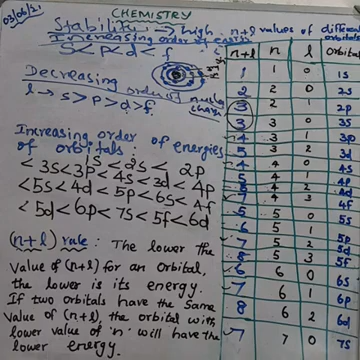 03/06/21
CHEMISTRY
Stability :
high n+l values of different orbitals
Increasing order of
S < p < d < f
Decreasing order of
l → s > p > d > f
Increasing order of energies
of orbitals : 1s < 2s < 2p
< 3s < 3p < 4s < 3d < 4p
< 5s < 4d < 5p < 6s < 4f
< 5d < 6p < 7s < 5f < 6d
(n+l) rule : The lower the
value of (n+l) for an orbital,
the lower is its energy.
If two orbitals have the same
value of (n+l), the orbital with
lower value of 'n' will have the
lower energy.
n+l n l orbital
1 1 0 1s
2 2 0 2s
3 2 1 2p
3 3 0 3s
4 3 1 3p
5 3 2 3d
4 4 0 4s
5 4 1 4p
6 4 2 4d
7 4 3 4f
5 5 0 5s
6 5 1 5p
7 5 2 5d
8 5 3 5f
6 6 0 6s
7 6 1 6p
8 6 2 6d
7 7 0 7s